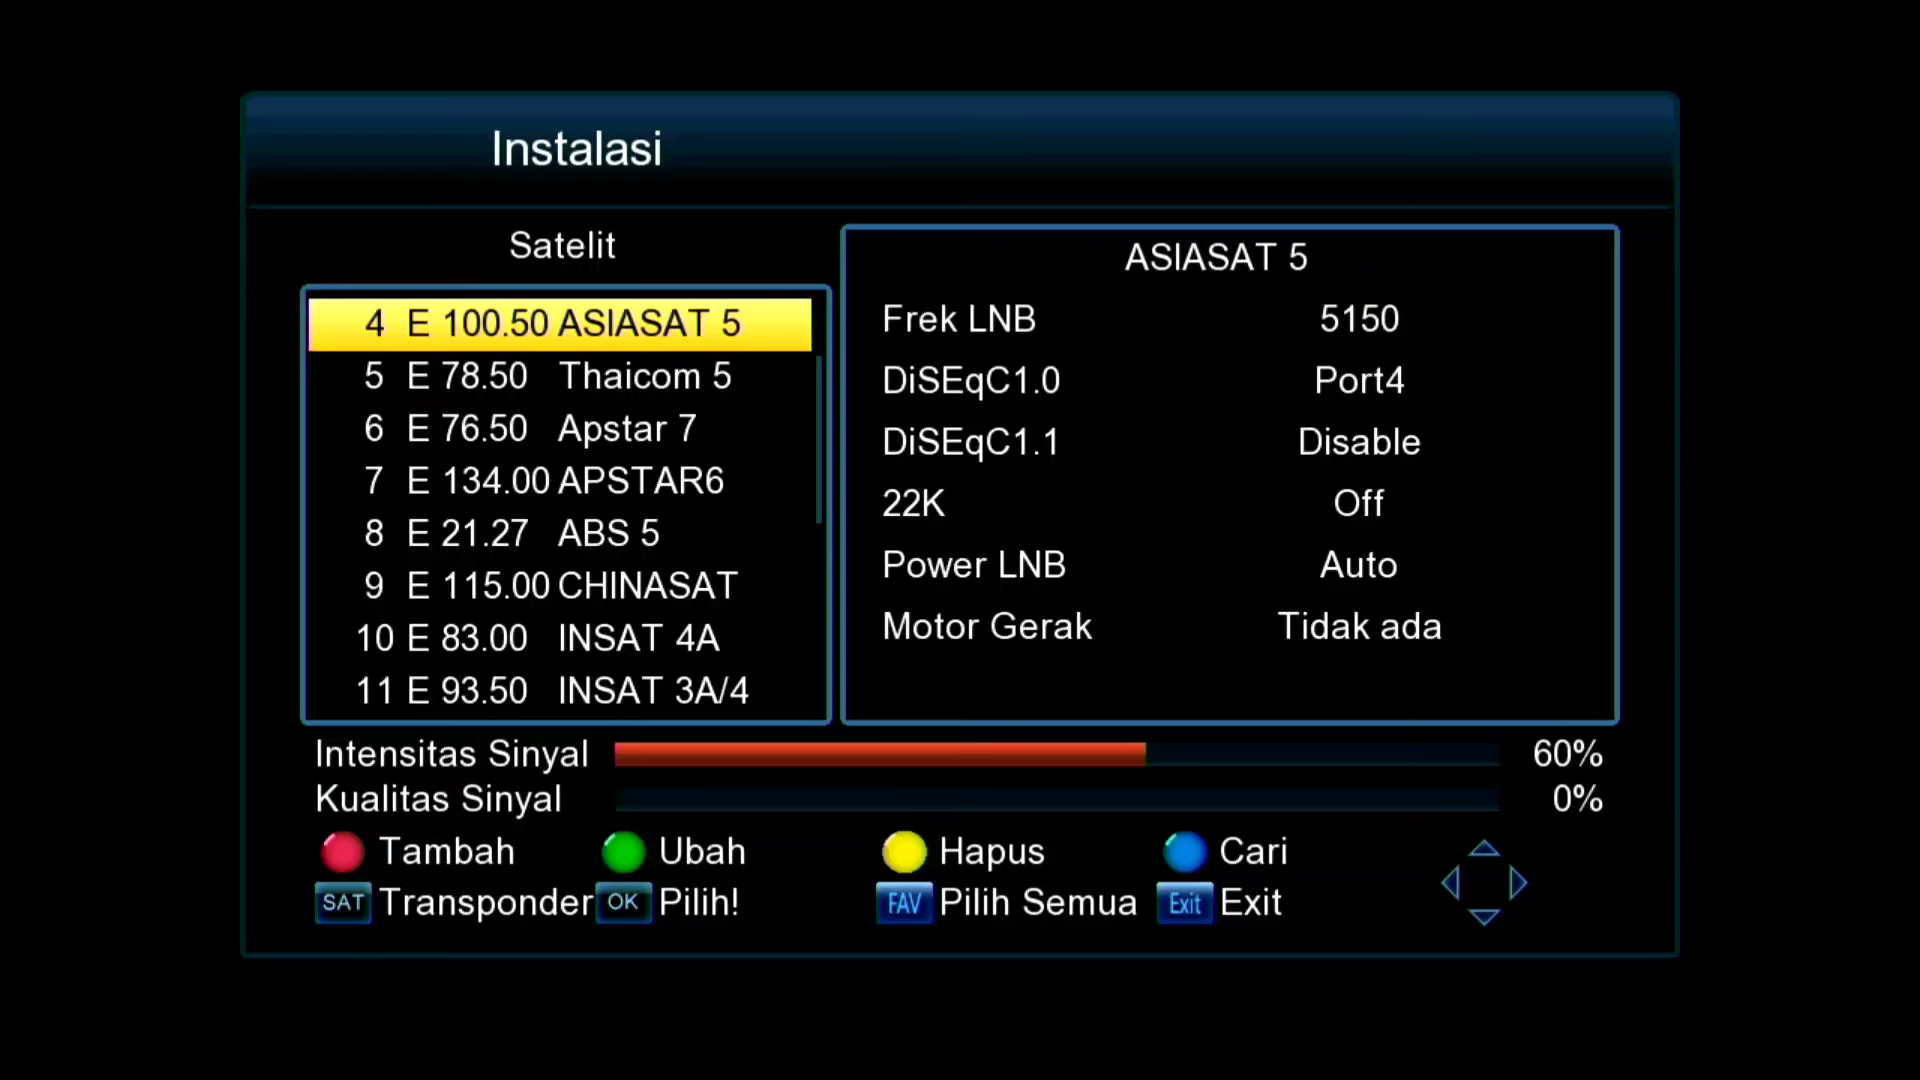 Instalasi
Satelit
4 E 100.50 ASIASAT 5
5 E 78.50 Thaicom 5
6 E 76.50 Apstar 7
7 E 134.00 APSTAR6
8 E 21.27 ABS 5
9 E 115.00 CHINASAT
10 E 83.00 INSAT 4A
11 E 93.50 INSAT 3A/4
ASIASAT 5
Frek LNB 5150
DiSEqC1.0 Port4
DiSEqC1.1 Disable
22K Off
Power LNB Auto
Motor Gerak Tidak ada
Intensitas Sinyal 60%
Kualitas Sinyal 0%
Tambah Ubah Hapus Cari
SAT Transponder OK Pilih! FAV Pilih Semua Exit Exit